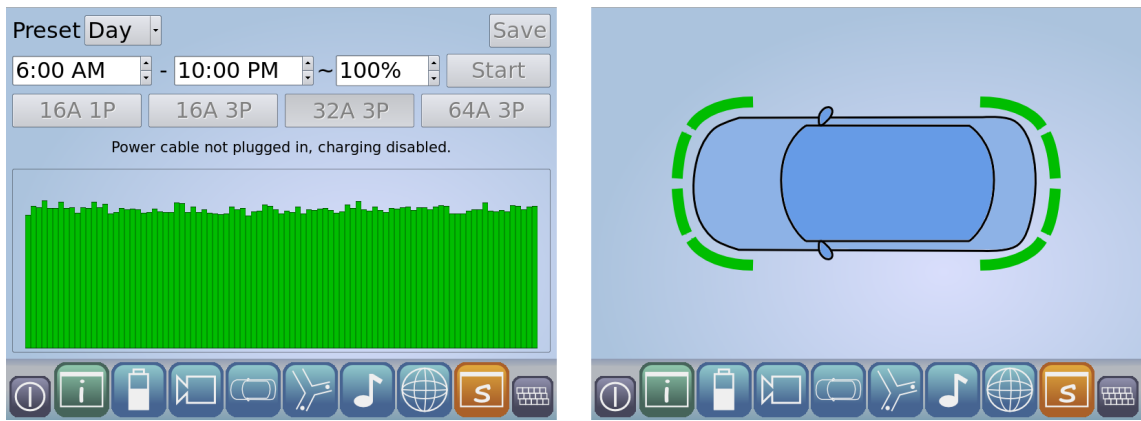 Preset Day Save
6:00 AM - 10:00 PM ~ 100% Start
16A 1P 16A 3P 32A 3P 64A 3P
Power cable not plugged in, charging disabled.
i S
i S